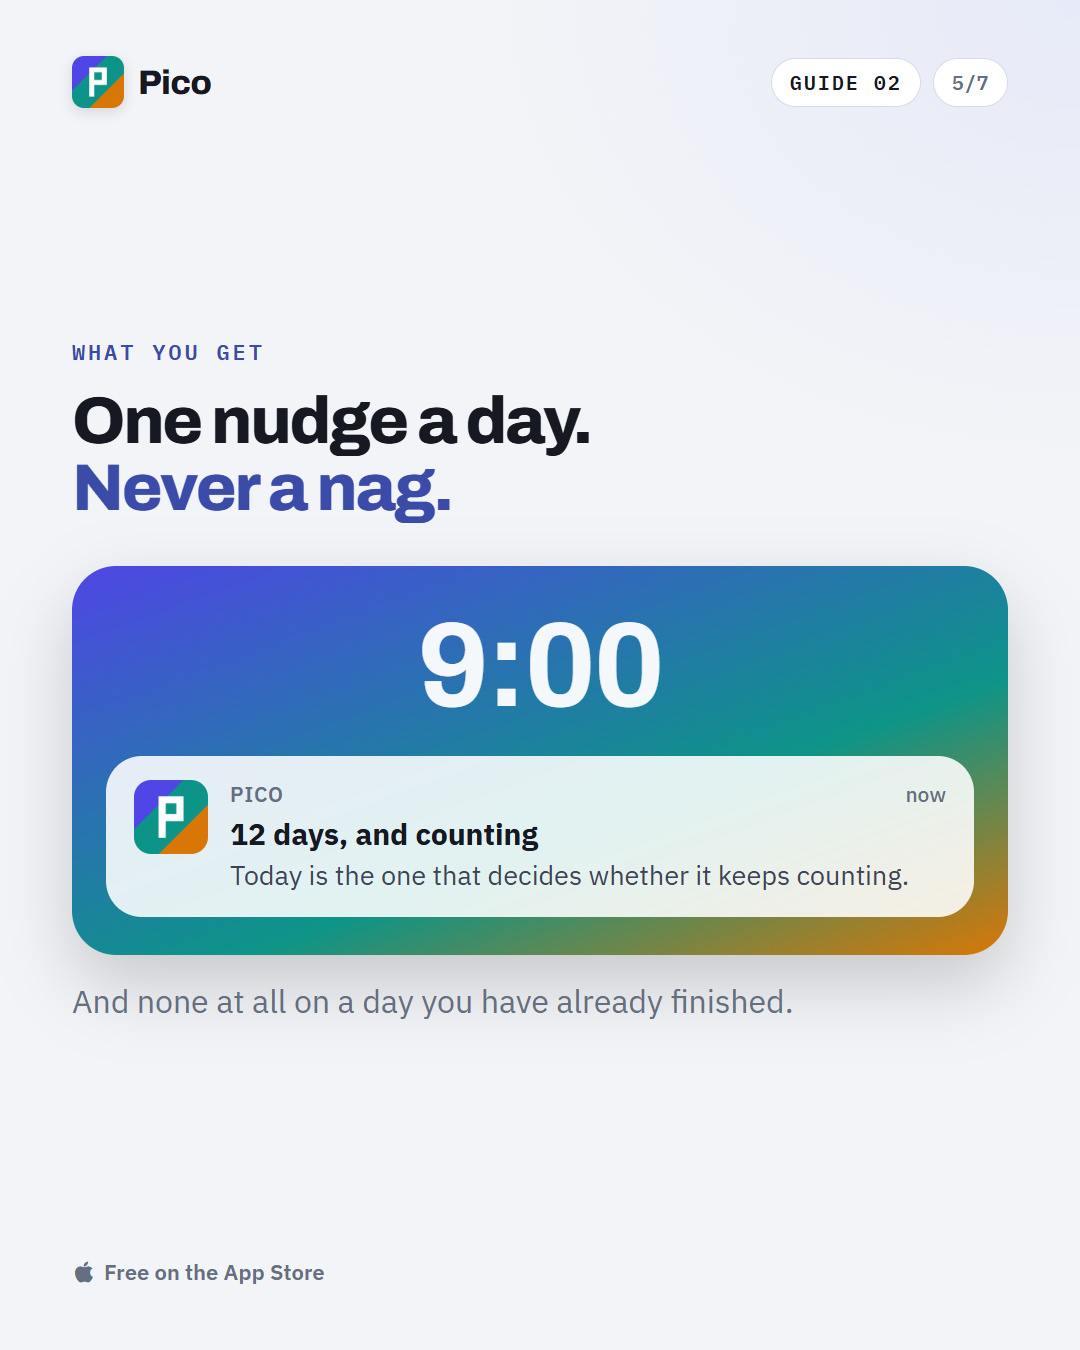 P Pico
GUIDE 02
5/7
WHAT YOU GET
One nudge a day.
Never a nag.
9:00
P
PICO
now
12 days, and counting
Today is the one that decides whether it keeps counting.
And none at all on a day you have already finished.
Free on the App Store